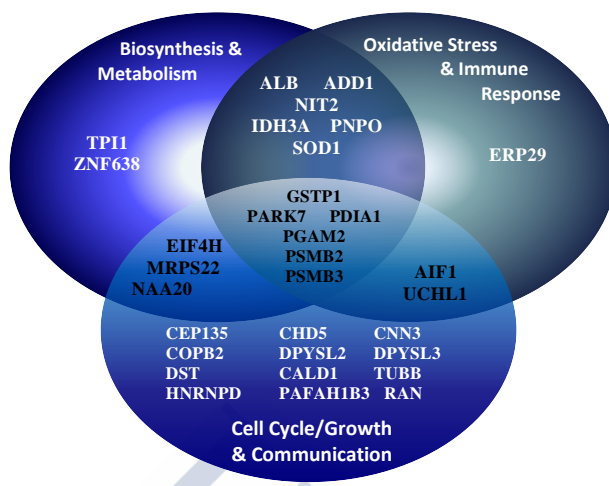 Biosynthesis &
Metabolism
Oxidative Stress
& Immune
Response
ALB ADD1
NIT2
IDH3A PNPO
SOD1
TPI1
ZNF638
ERP29
GSTP1
PARK7 PDIA1
PGAM2
PSMB2
PSMB3
EIF4H
MRPS22
NAA20
AIF1
UCHL1
CEP135 CHD5 CNN3
COPB2 DPYSL2 DPYSL3
DST CALD1 TUBB
HNRNPD PAFAH1B3 RAN
Cell Cycle/Growth
& Communication